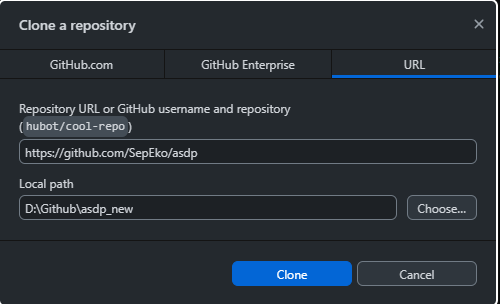 Clone a repository
GitHub.com
GitHub Enterprise
URL
Repository URL or GitHub username and repository
(hubot/cool-repo)
https://github.com/SepEko/asdp
Local path
D:\Github\asdp_new
Choose...
Clone
Cancel